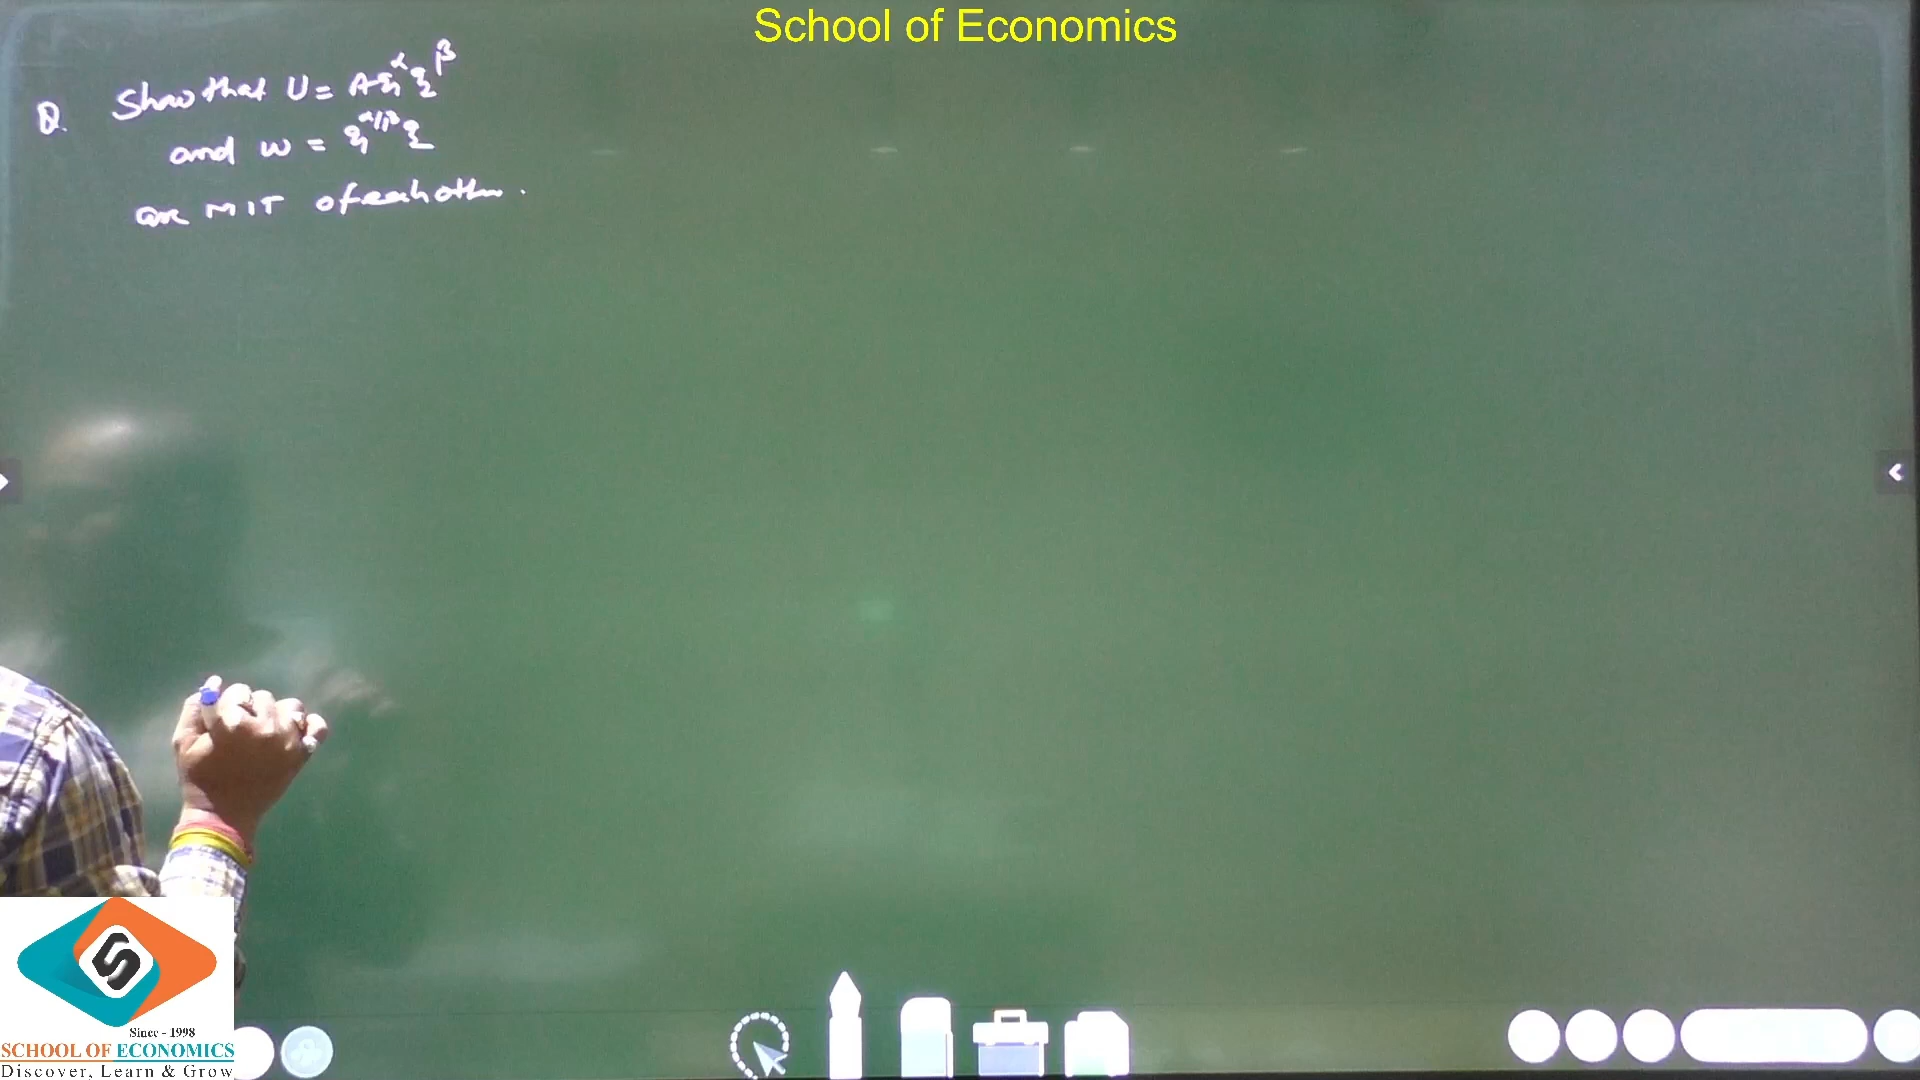 School of Economics
Q. Show that U = A q₁^α q₂^β
and w = q₁^α/β q₂
are MIT of each other.
Since - 1998
SCHOOL OF ECONOMICS
Discover, Learn & Grow